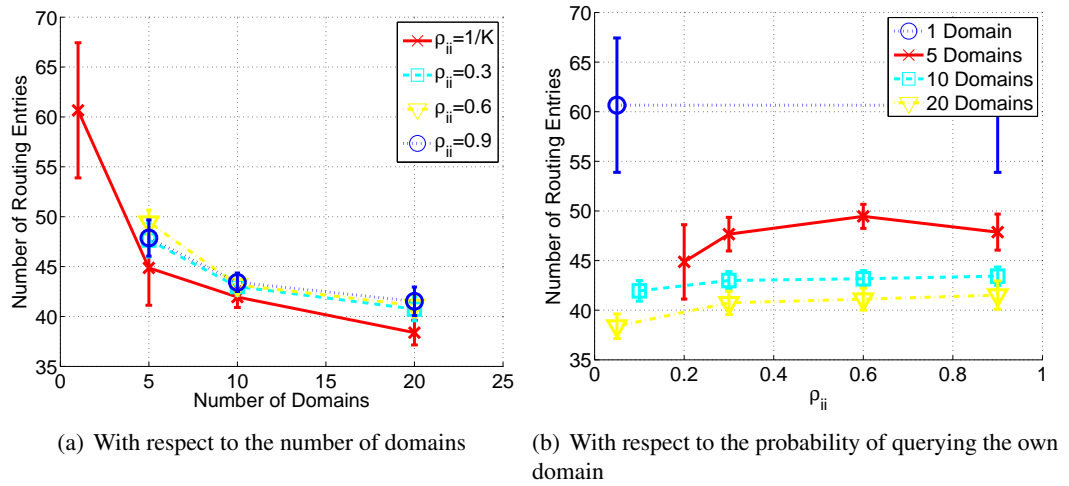 70
65
60
55
50
45
40
35
0
5
10
15
20
25
Number of Routing Entries
Number of Domains
ρii=1/K
ρii=0.3
ρii=0.6
ρii=0.9
(a) With respect to the number of domains
70
65
60
55
50
45
40
35
0
0.2
0.4
0.6
0.8
1
Number of Routing Entries
ρii
1 Domain
5 Domains
10 Domains
20 Domains
(b) With respect to the probability of querying the own
domain